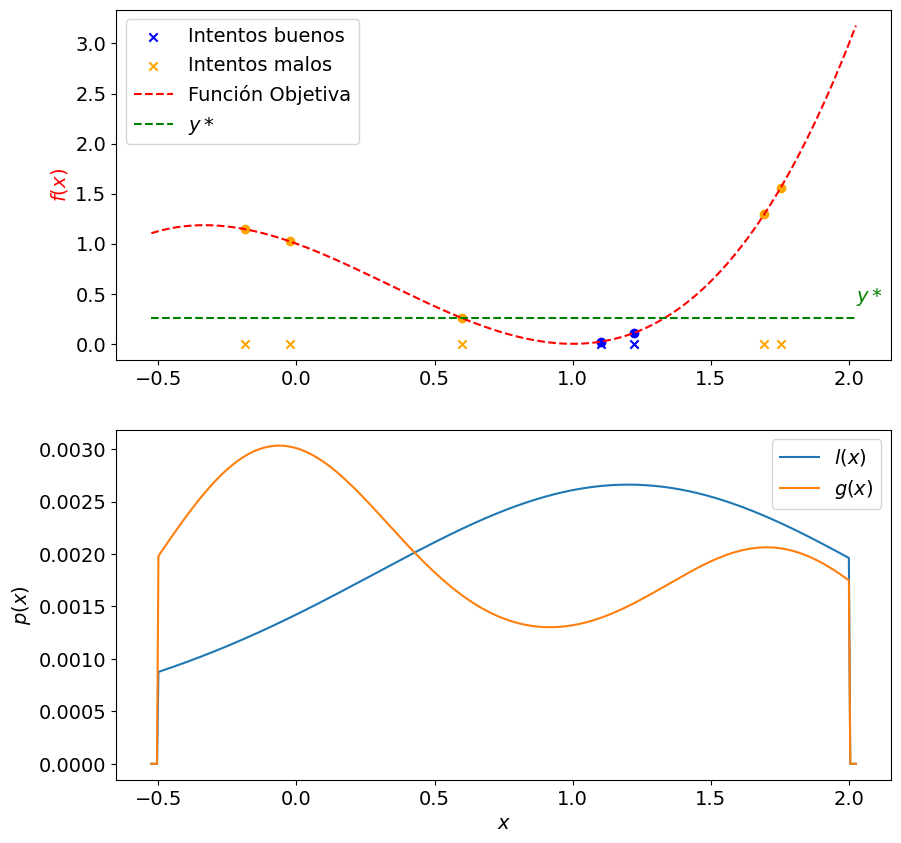 Intentos buenos
Intentos malos
Función Objetiva
y*
3.0
2.5
2.0
1.5
1.0
0.5
0.0
f(x)
y*
−0.5 0.0 0.5 1.0 1.5 2.0
l(x)
g(x)
0.0030
0.0025
0.0020
0.0015
0.0010
0.0005
0.0000
p(x)
−0.5 0.0 0.5 1.0 1.5 2.0
x